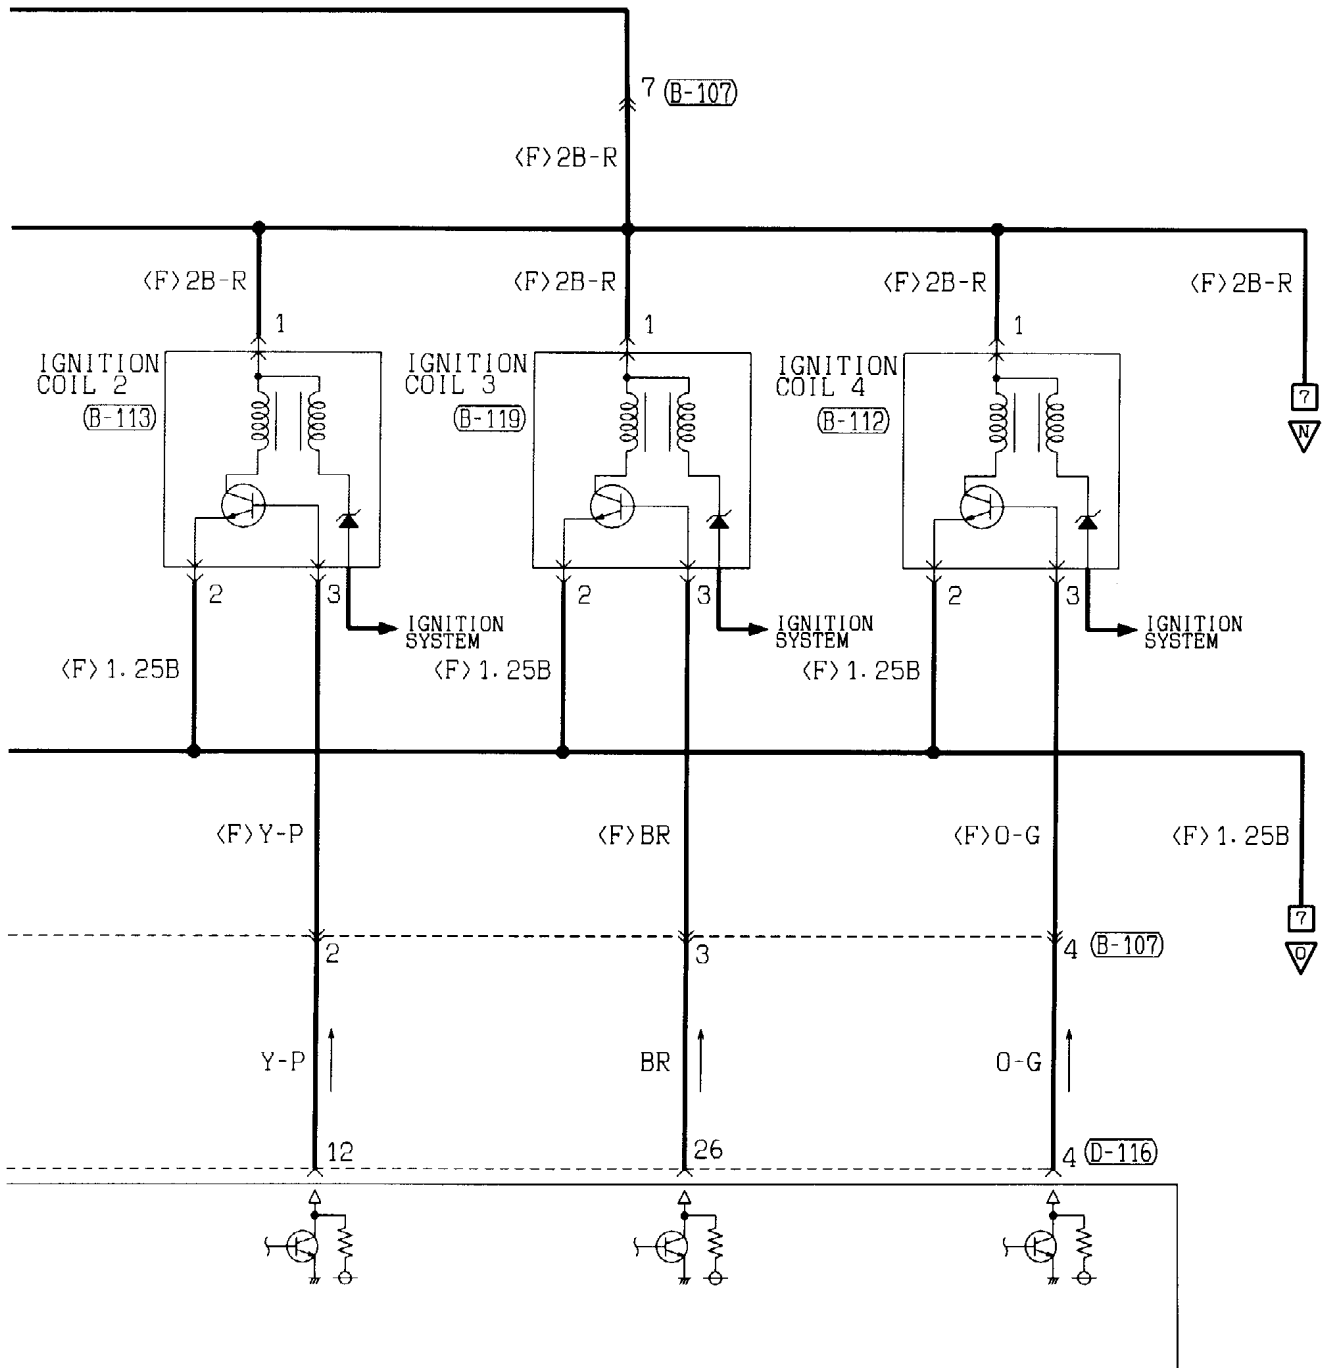 7 (B-107)
〈F〉2B-R
〈F〉2B-R 〈F〉2B-R 〈F〉2B-R 〈F〉2B-R
1 1 1
IGNITION
COIL 2
(B-113)
IGNITION
COIL 3
(B-119)
IGNITION
COIL 4
(B-112)
7
N
2 3 2 3 2 3
IGNITION
SYSTEM
IGNITION
SYSTEM
IGNITION
SYSTEM
〈F〉1.25B 〈F〉1.25B 〈F〉1.25B
〈F〉Y-P 〈F〉BR 〈F〉O-G 〈F〉1.25B
7
O
2 3 4 (B-107)
Y-P BR O-G
12 26 4 (D-116)